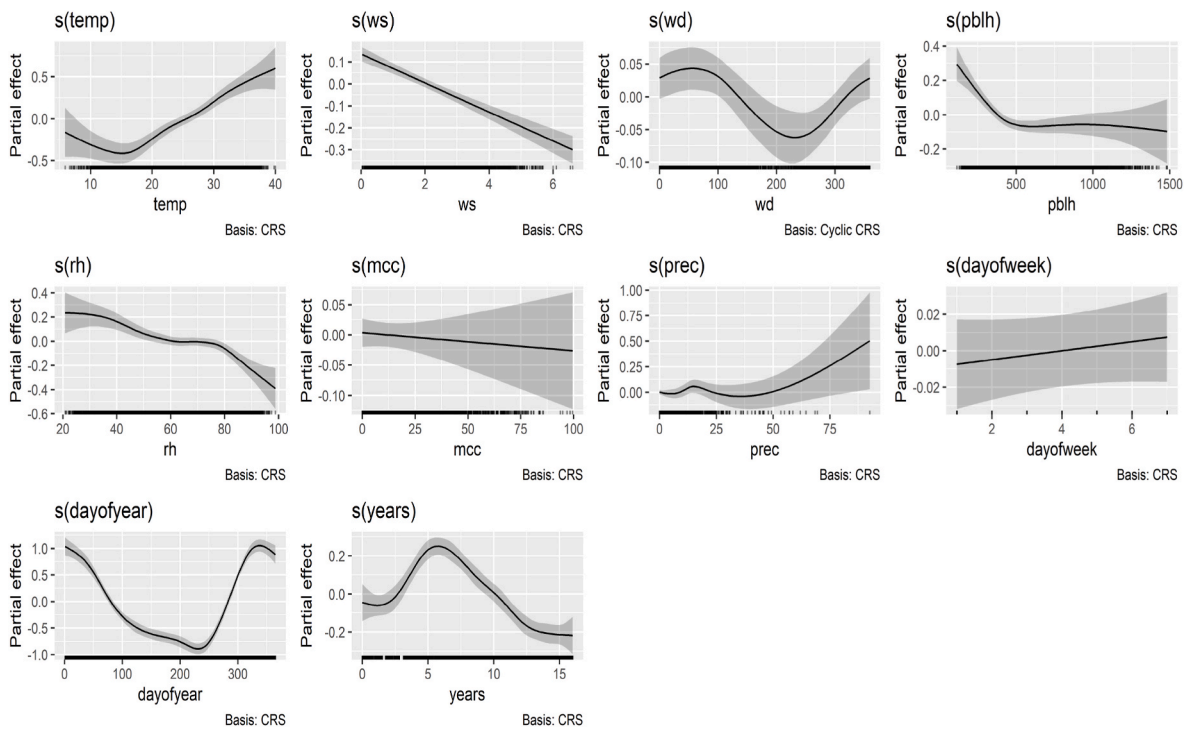 s(temp)
Partial effect
0.5
0.0
-0.5
10 20 30 40
temp
Basis: CRS
s(ws)
Partial effect
0.1
0.0
-0.1
-0.2
-0.3
0 2 4 6
ws
Basis: CRS
s(wd)
Partial effect
0.05
0.00
-0.05
-0.10
0 100 200 300
wd
Basis: Cyclic CRS
s(pblh)
Partial effect
0.4
0.2
0.0
-0.2
500 1000 1500
pblh
Basis: CRS
s(rh)
Partial effect
0.4
0.2
0.0
-0.2
-0.4
-0.6
20 40 60 80 100
rh
Basis: CRS
s(mcc)
Partial effect
0.05
0.00
-0.05
-0.10
0 25 50 75 100
mcc
Basis: CRS
s(prec)
Partial effect
1.00
0.75
0.50
0.25
0.00
0 25 50 75
prec
Basis: CRS
s(dayofweek)
Partial effect
0.02
0.00
-0.02
2 4 6
dayofweek
Basis: CRS
s(dayofyear)
Partial effect
1.0
0.5
0.0
-0.5
-1.0
0 100 200 300
dayofyear
Basis: CRS
s(years)
Partial effect
0.2
0.0
-0.2
0 5 10 15
years
Basis: CRS